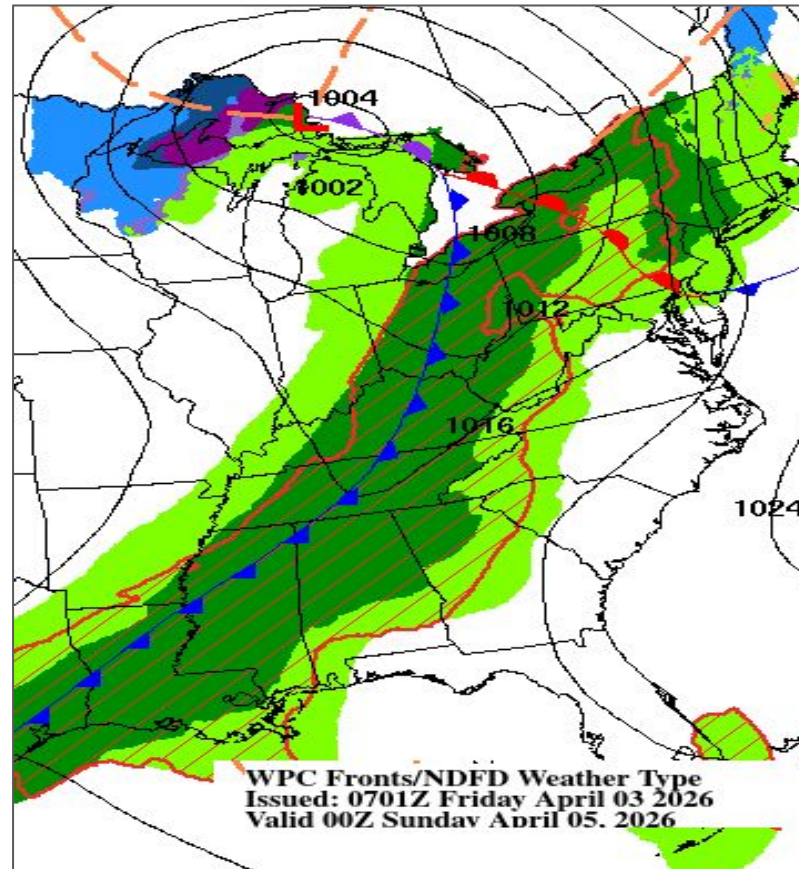 1004
L
1002
1008
1012
1016
1024
WPC Fronts/NDFD Weather Type
Issued: 0701Z Friday April 03 2026
Valid 00Z Sunday April 05, 2026